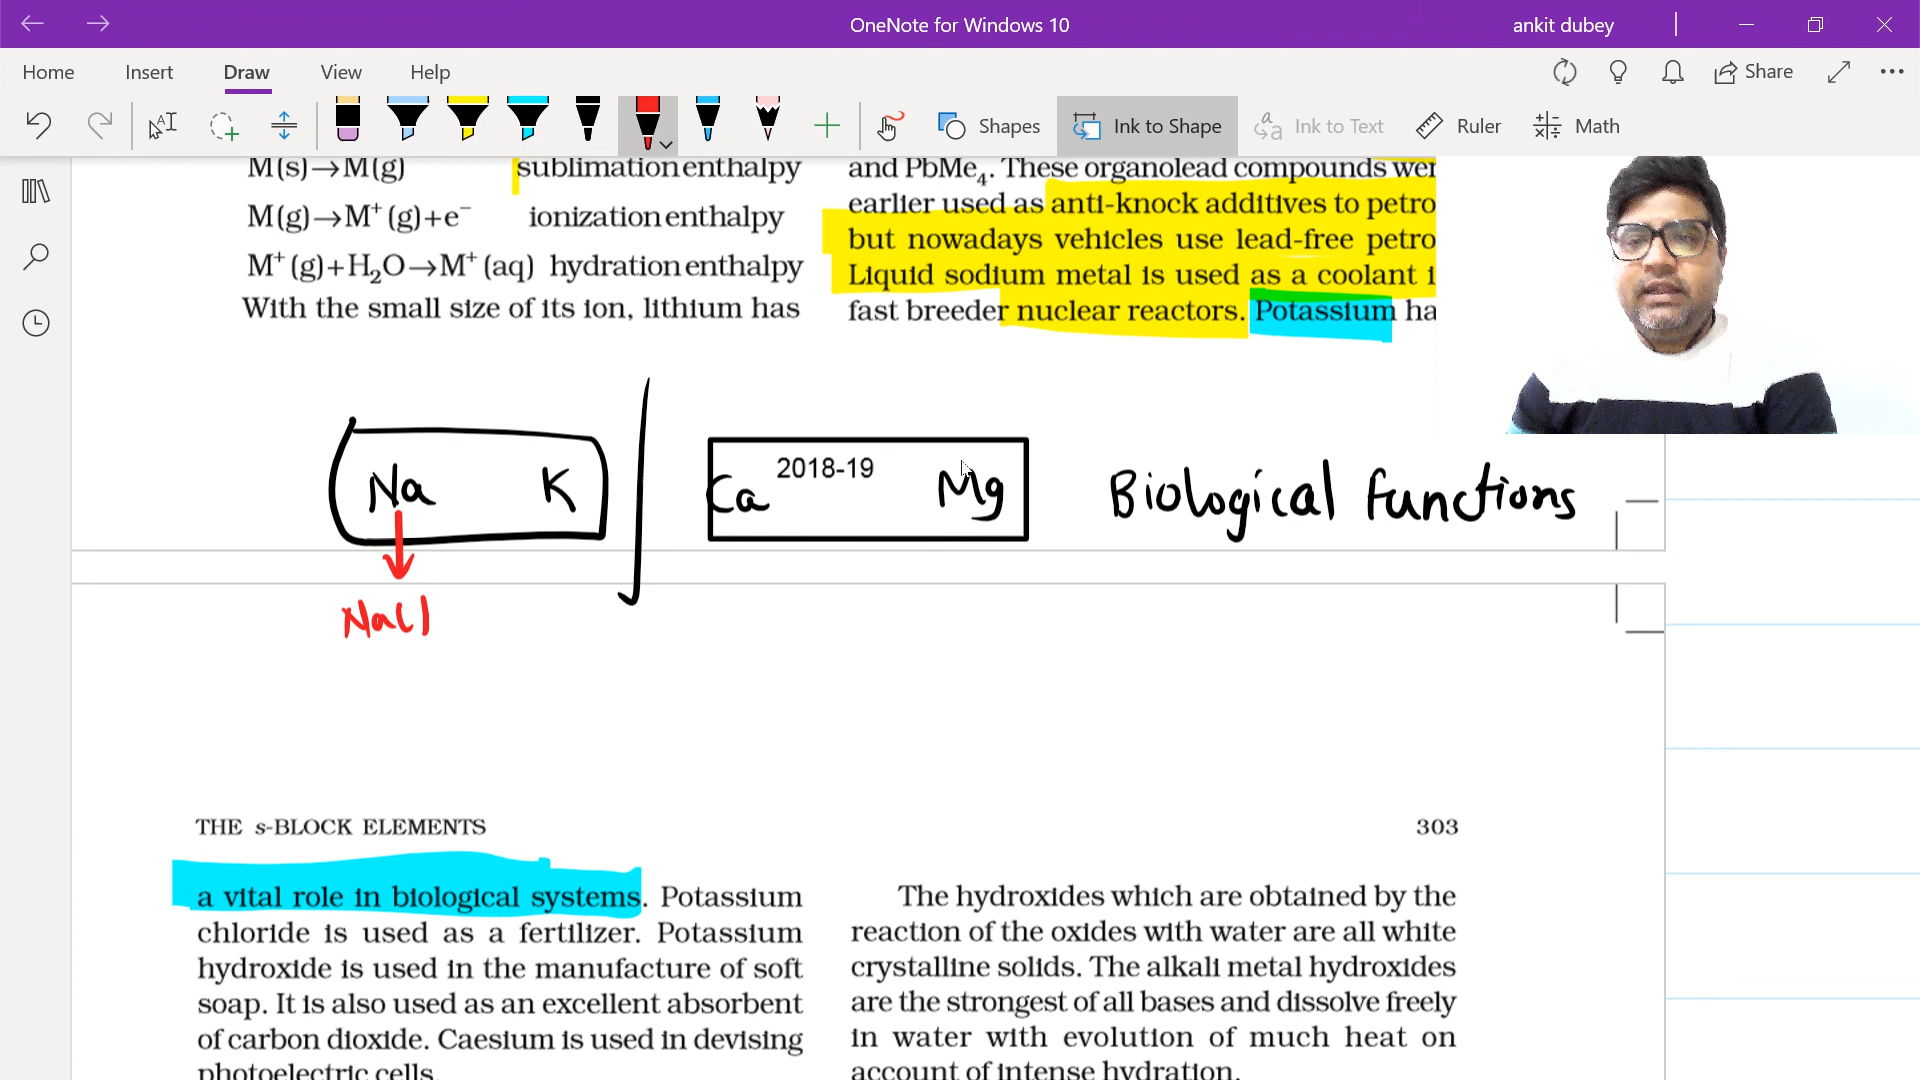 OneNote for Windows 10
ankit dubey
Home Insert Draw View Help
Share
Shapes Ink to Shape Ink to Text Ruler Math
M(s)→M(g) sublimation enthalpy
M(g)→M⁺(g)+e⁻ ionization enthalpy
M⁺(g)+H₂O→M⁺(aq) hydration enthalpy
With the small size of its ion, lithium has
and PbMe₄. These organolead compounds wer
earlier used as anti-knock additives to petro
but nowadays vehicles use lead-free petro
Liquid sodium metal is used as a coolant i
fast breeder nuclear reactors. Potassium ha
Na K
Ca 2018-19 Mg
Biological functions
NaCl
THE s-BLOCK ELEMENTS 303
a vital role in biological systems. Potassium
chloride is used as a fertilizer. Potassium
hydroxide is used in the manufacture of soft
soap. It is also used as an excellent absorbent
of carbon dioxide. Caesium is used in devising
photoelectric cells.
The hydroxides which are obtained by the
reaction of the oxides with water are all white
crystalline solids. The alkali metal hydroxides
are the strongest of all bases and dissolve freely
in water with evolution of much heat on
account of intense hydration.